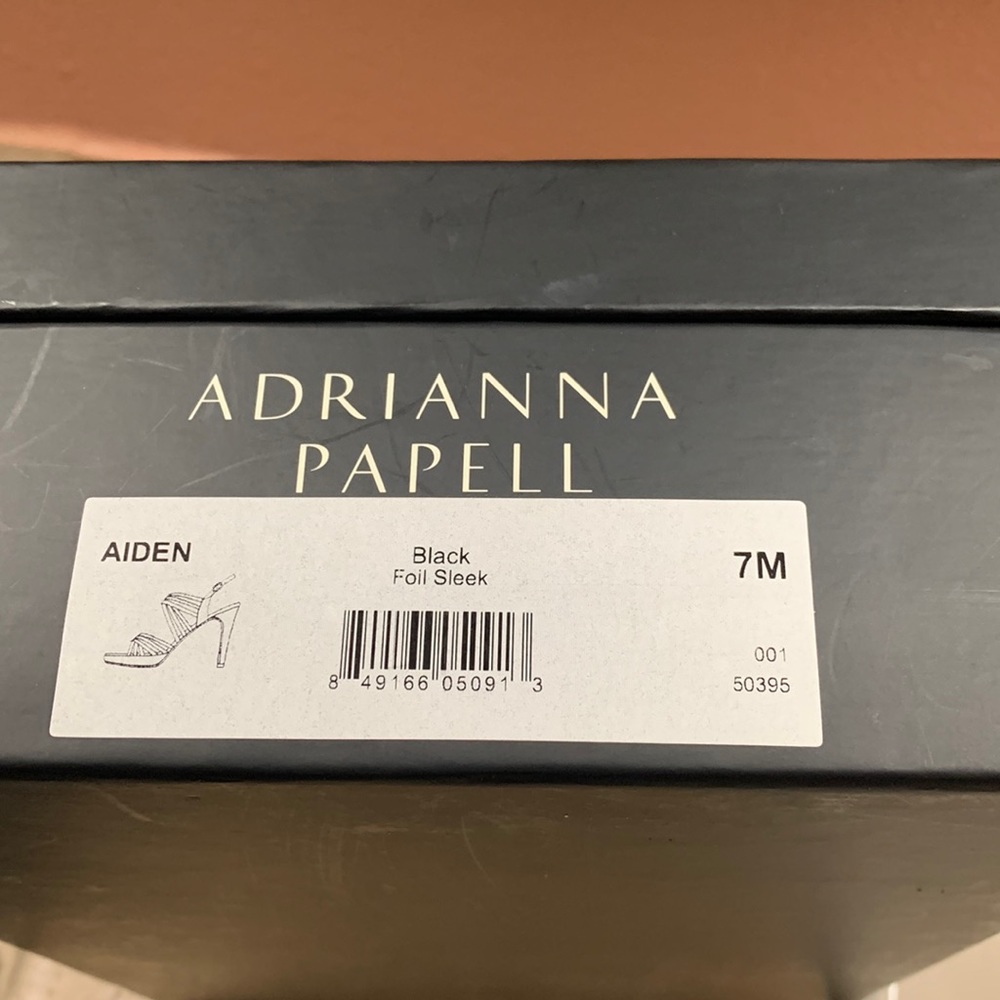 ADRIANNA
PAPELL
AIDEN
Black
Foil Sleek
7M
8 49166 05091 3
001
50395